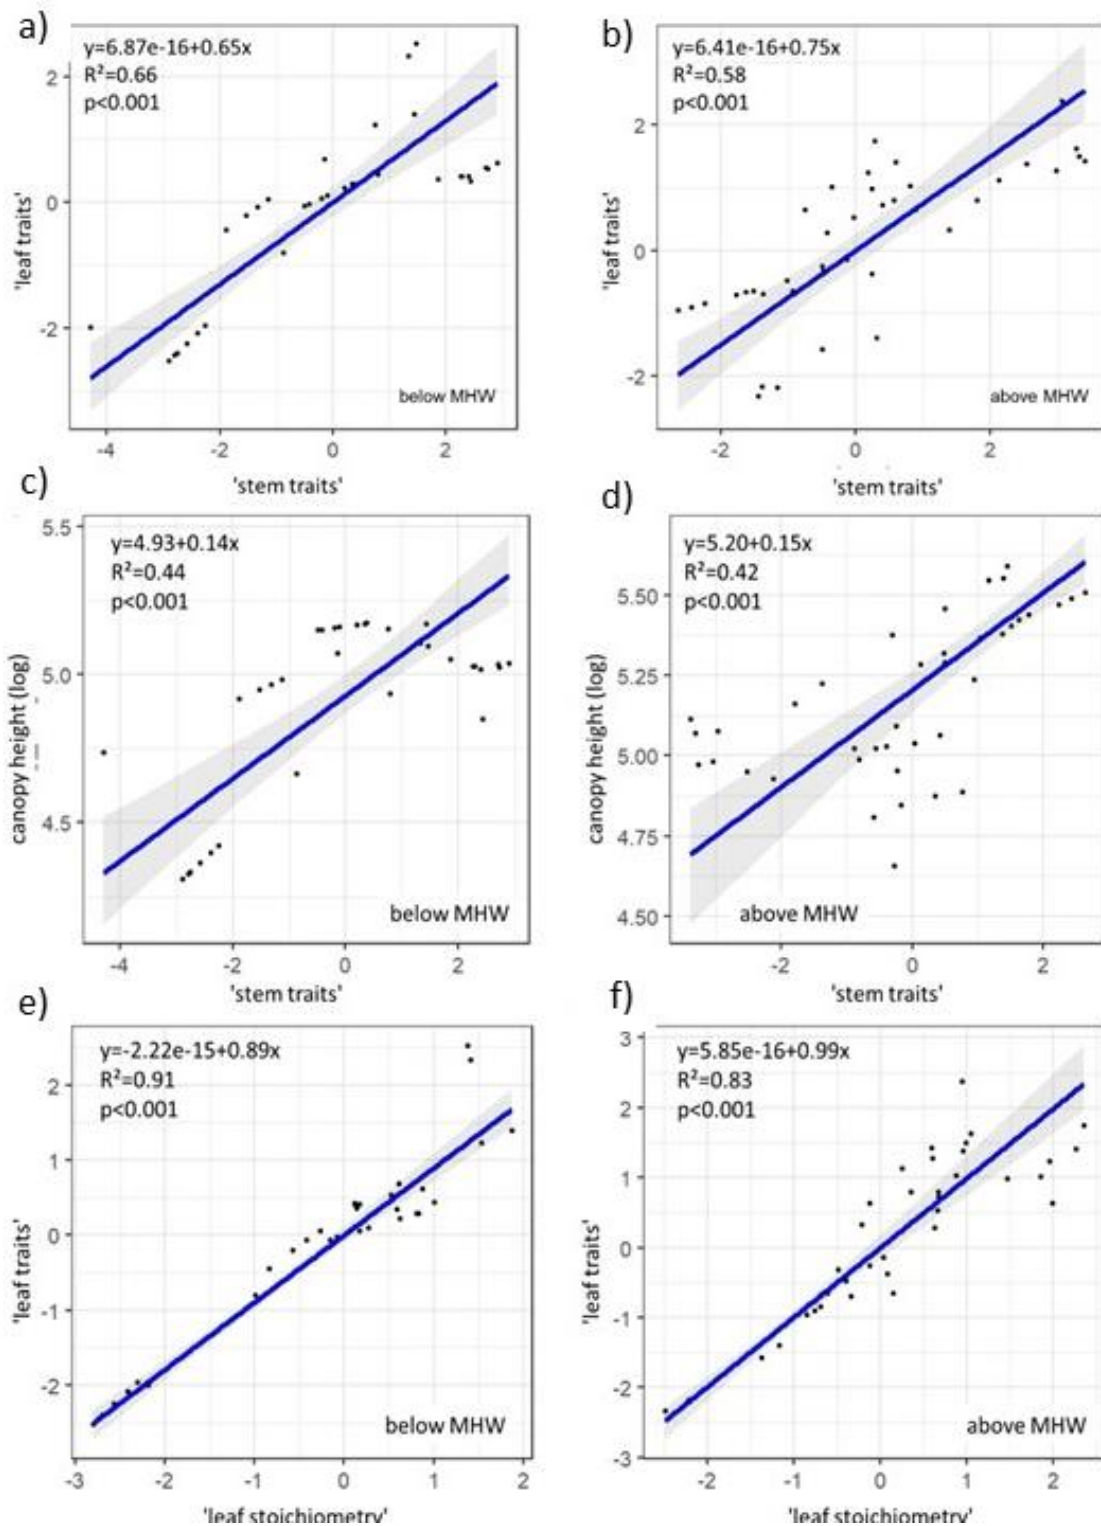 a)
y=6.87e-16+0.65x
R²=0.66
p<0.001
2
0
-2
'leaf traits'
below MHW
-4 -2 0 2
'stem traits'
b)
y=6.41e-16+0.75x
R²=0.58
p<0.001
2
0
-2
'leaf traits'
above MHW
-2 0 2
'stem traits'
c)
y=4.93+0.14x
R²=0.44
p<0.001
5.5
5.0
4.5
canopy height (log)
below MHW
-4 -2 0 2
'stem traits'
d)
y=5.20+0.15x
R²=0.42
p<0.001
5.50
5.25
5.00
4.75
4.50
canopy height (log)
above MHW
-2 0 2
'stem traits'
e)
y=-2.22e-15+0.89x
R²=0.91
p<0.001
2
1
0
-1
-2
'leaf traits'
below MHW
-3 -2 -1 0 1 2
'leaf stoichiometry'
f)
y=5.85e-16+0.99x
R²=0.83
p<0.001
3
2
1
0
-1
-2
-3
'leaf traits'
above MHW
-2 -1 0 1 2
'leaf stoichiometry'